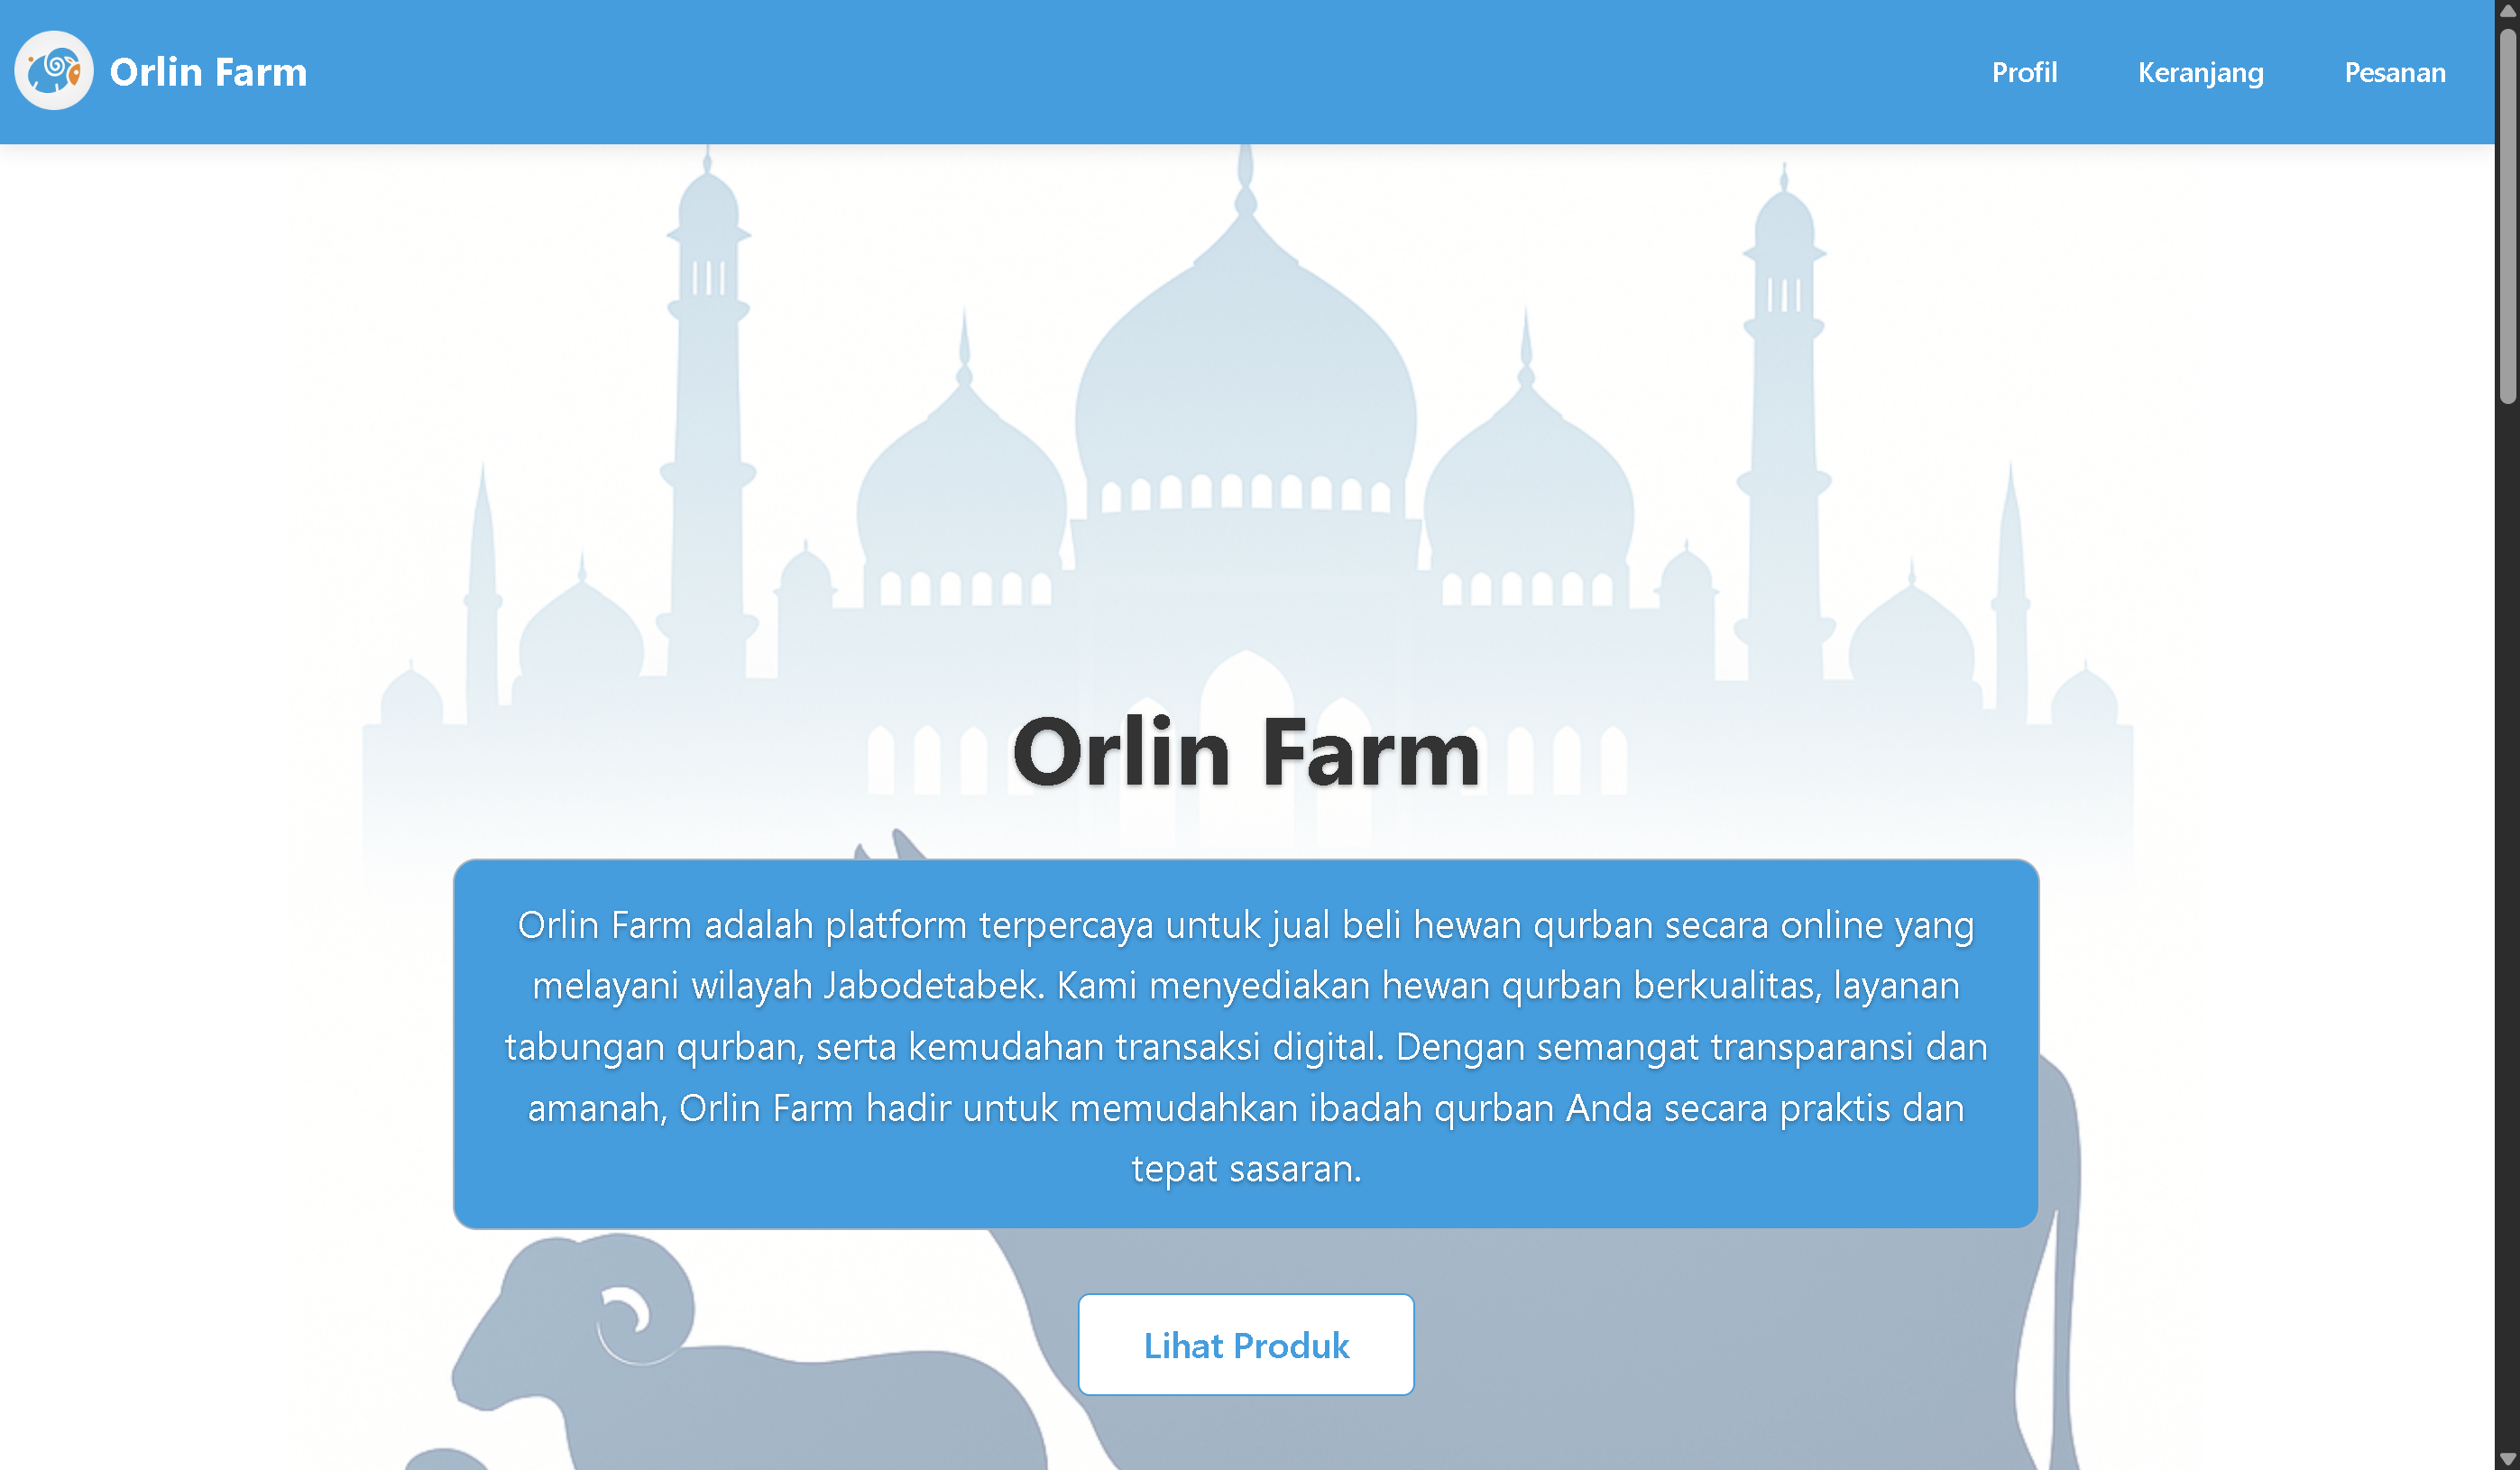 Orlin Farm
Profil
Keranjang
Pesanan
Orlin Farm
Orlin Farm adalah platform terpercaya untuk jual beli hewan qurban secara online yang
melayani wilayah Jabodetabek. Kami menyediakan hewan qurban berkualitas, layanan
tabungan qurban, serta kemudahan transaksi digital. Dengan semangat transparansi dan
amanah, Orlin Farm hadir untuk memudahkan ibadah qurban Anda secara praktis dan
tepat sasaran.
Lihat Produk